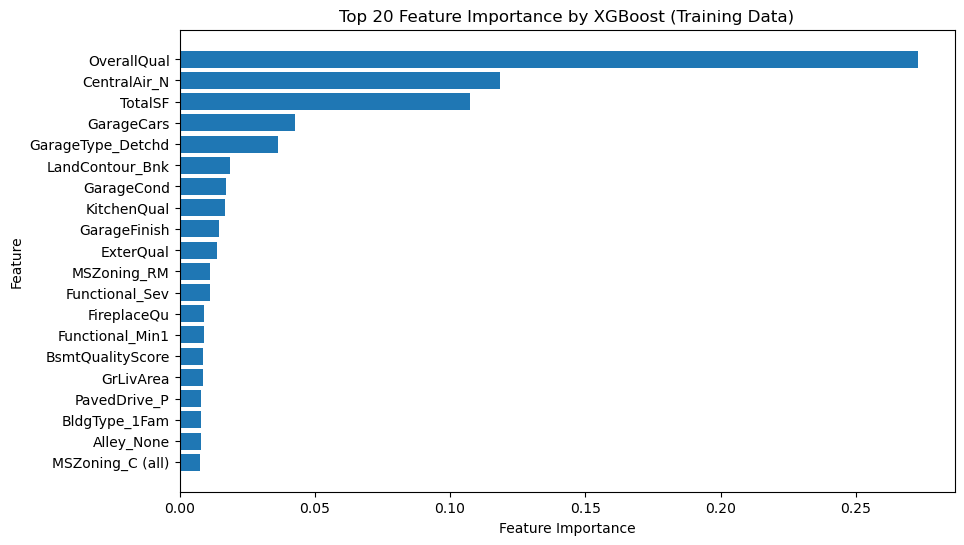 Top 20 Feature Importance by XGBoost (Training Data)
OverallQual
CentralAir_N
TotalSF
GarageCars
GarageType_Detchd
LandContour_Bnk
GarageCond
KitchenQual
GarageFinish
ExterQual
MSZoning_RM
Functional_Sev
FireplaceQu
Functional_Min1
BsmtQualityScore
GrLivArea
PavedDrive_P
BldgType_1Fam
Alley_None
MSZoning_C (all)
Feature
0.00 0.05 0.10 0.15 0.20 0.25
Feature Importance